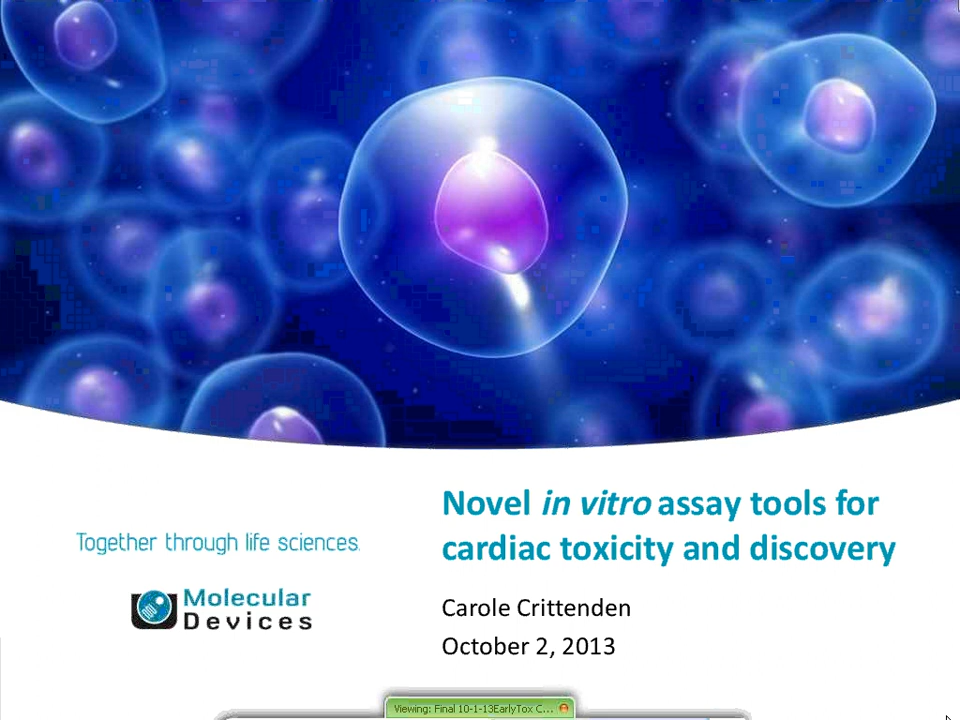 Novel in vitro assay tools for
cardiac toxicity and discovery
Together through life sciences.
Molecular
Devices
Carole Crittenden
October 2, 2013
Viewing: Final 10-1-13EarlyTox C...